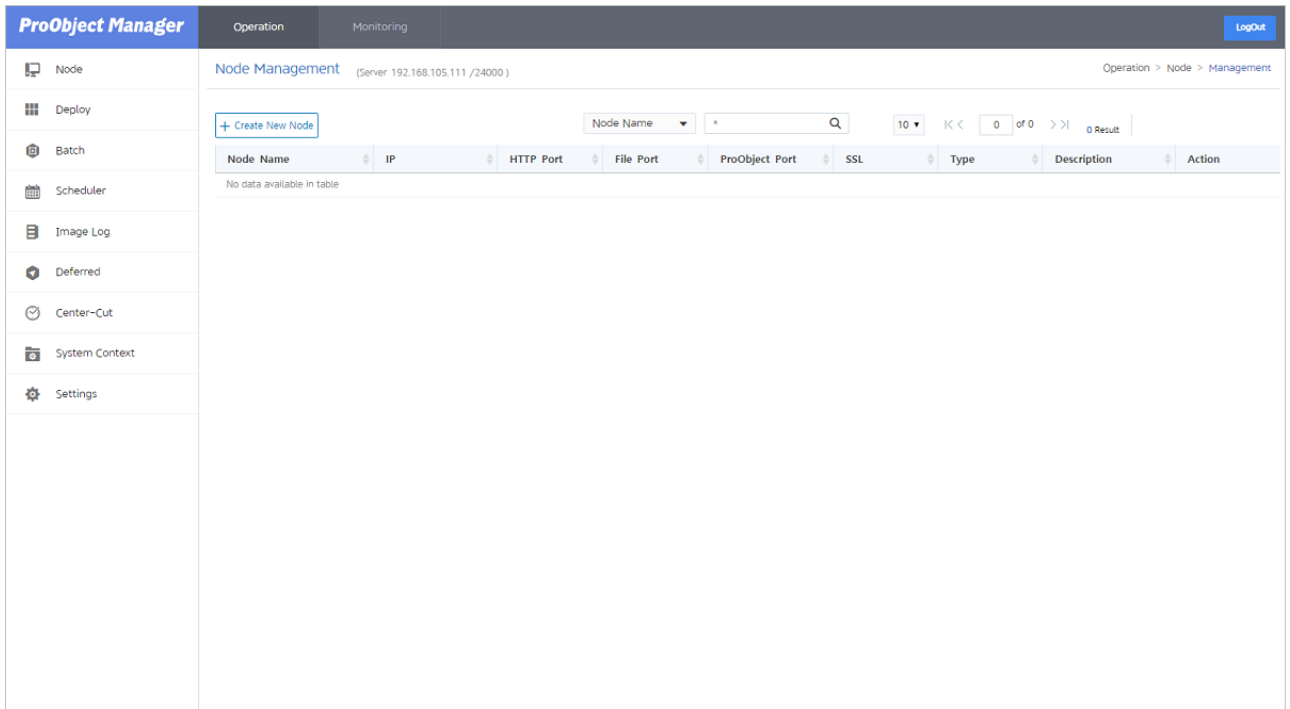 ProObject Manager
Operation
Monitoring
LogOut
Node
Deploy
Batch
Scheduler
Image Log
Deferred
Center-Cut
System Context
Settings
Node Management (Server 192.168.105.111 /24000 )
Operation > Node > Management
+ Create New Node
Node Name
*
10
0 of 0
0 Result
Node Name IP HTTP Port File Port ProObject Port SSL Type Description Action
No data available in table